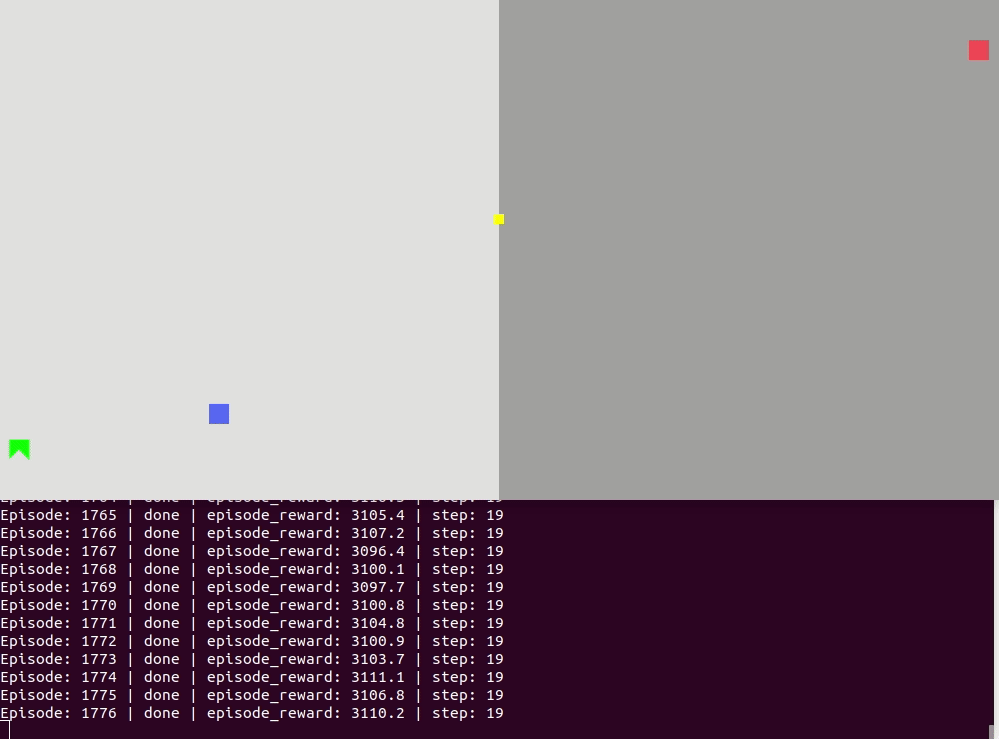 Episode: 1764 | done | episode_reward: 3110.3 | step: 19
Episode: 1765 | done | episode_reward: 3105.4 | step: 19
Episode: 1766 | done | episode_reward: 3107.2 | step: 19
Episode: 1767 | done | episode_reward: 3096.4 | step: 19
Episode: 1768 | done | episode_reward: 3100.1 | step: 19
Episode: 1769 | done | episode_reward: 3097.7 | step: 19
Episode: 1770 | done | episode_reward: 3100.8 | step: 19
Episode: 1771 | done | episode_reward: 3104.8 | step: 19
Episode: 1772 | done | episode_reward: 3100.9 | step: 19
Episode: 1773 | done | episode_reward: 3103.7 | step: 19
Episode: 1774 | done | episode_reward: 3111.1 | step: 19
Episode: 1775 | done | episode_reward: 3106.8 | step: 19
Episode: 1776 | done | episode_reward: 3110.2 | step: 19